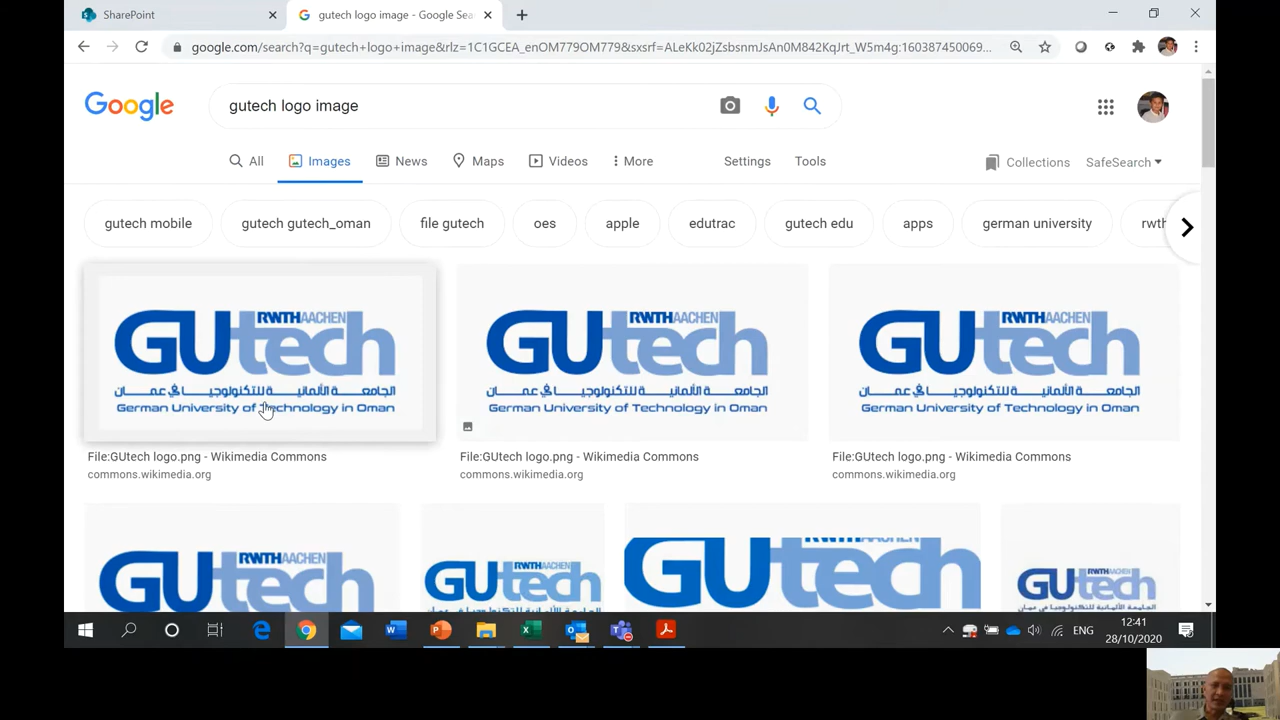 SharePoint
gutech logo image - Google Sea
google.com/search?q=gutech+logo+image&rlz=1C1GCEA_enOM779OM779&sxsrf=ALeKk02jZsbsnmJsAn0M842KqJrt_W5m4g:160387450069...
Google
gutech logo image
All Images News Maps Videos More Settings Tools Collections SafeSearch
gutech mobile gutech gutech_oman file gutech oes apple edutrac gutech edu apps german university rwth
GUtech RWTHAACHEN
الجامعة الألمانية للتكنولوجيا في عمان
German University of Technology in Oman
GUtech RWTHAACHEN
الجامعة الألمانية للتكنولوجيا في عمان
German University of Technology in Oman
GUtech RWTHAACHEN
الجامعة الألمانية للتكنولوجيا في عمان
German University of Technology in Oman
File:GUtech logo.png - Wikimedia Commons
commons.wikimedia.org
File:GUtech logo.png - Wikimedia Commons
commons.wikimedia.org
File:GUtech logo.png - Wikimedia Commons
commons.wikimedia.org
GUtech RWTHAACHEN
GUtech RWTHAACHEN
GUtech RWTHAACHEN
GUtech RWTHAACHEN
الجامعة الألمانية للتكنولوجيا في عمان
ENG
12:41
28/10/2020